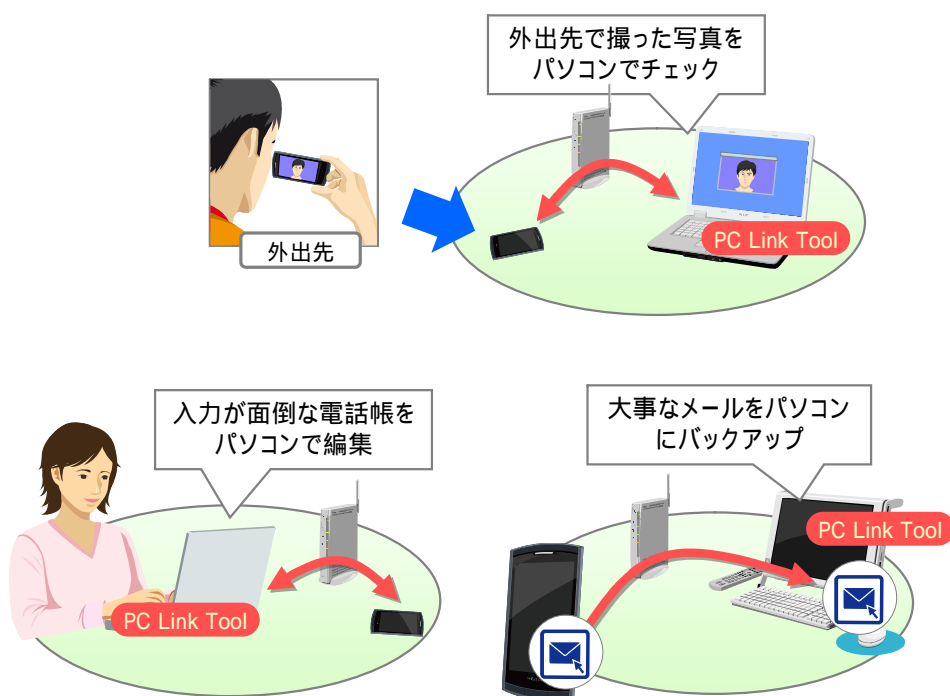 外出先で撮った写真を
パソコンでチェック
外出先
PC Link Tool
入力が面倒な電話帳を
パソコンで編集
PC Link Tool
大事なメールをパソコン
にバックアップ
PC Link Tool